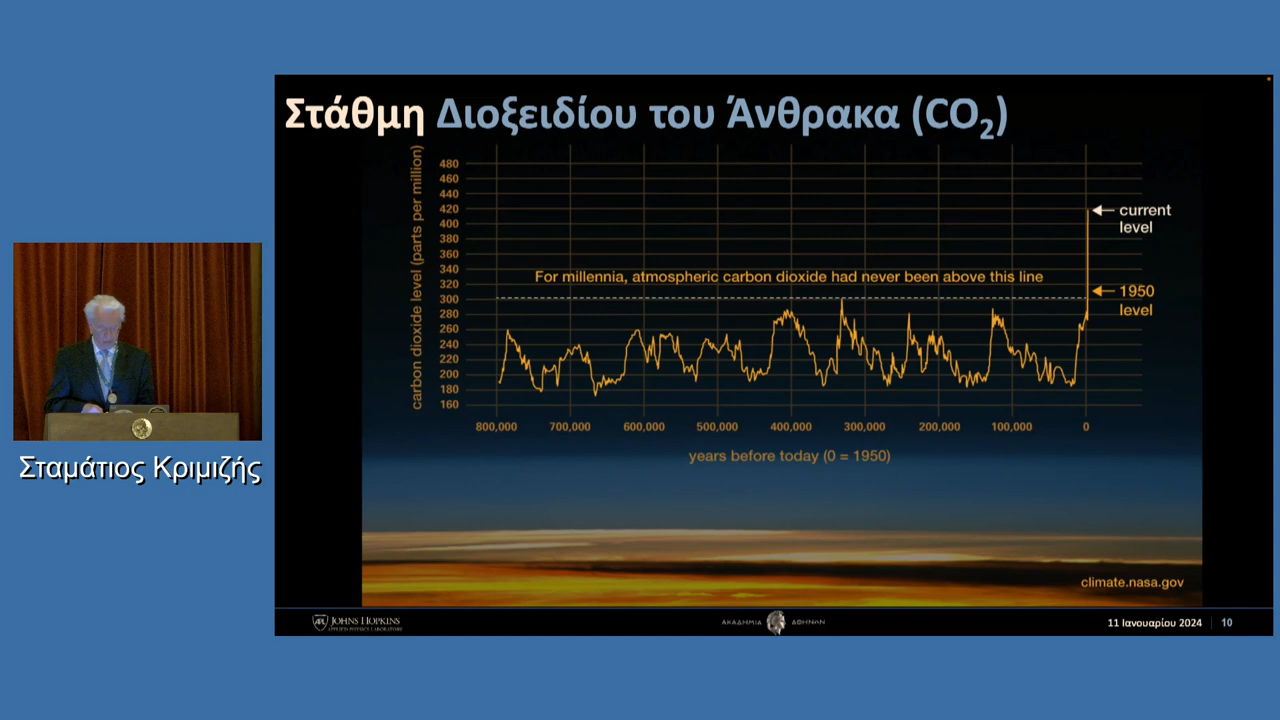 Στάθμη Διοξειδίου του Άνθρακα (CO2)
carbon dioxide level (parts per million)
480
460
440
420
400
380
360
340
320
300
280
260
240
220
200
180
160
current
level
For millennia, atmospheric carbon dioxide had never been above this line
1950
level
800,000 700,000 600,000 500,000 400,000 300,000 200,000 100,000 0
years before today (0 = 1950)
Σταμάτιος Κριμιζής
climate.nasa.gov
APL JOHNS HOPKINS
APPLIED PHYSICS LABORATORY
ΑΚΑΔΗΜΙΑ ΑΘΗΝΩΝ
11 Ιανουαρίου 2024 10